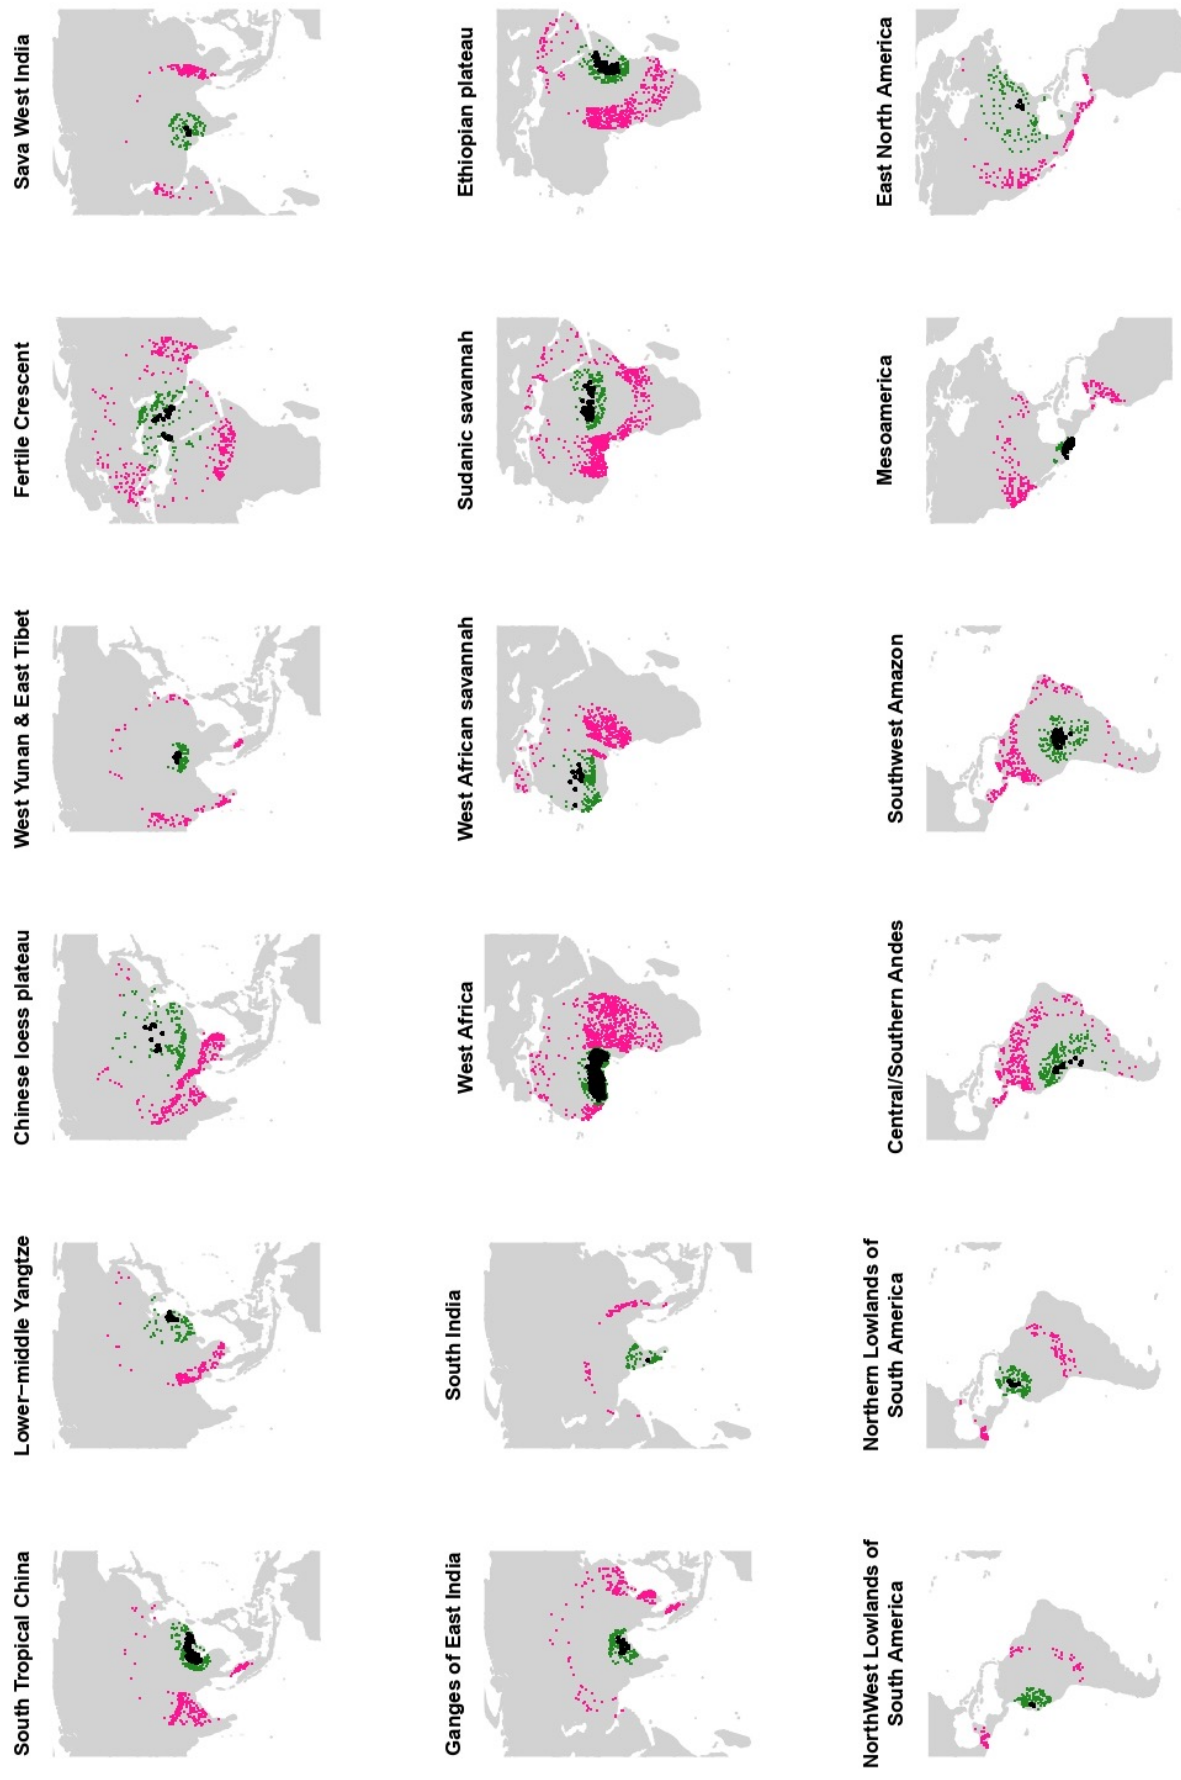 South Tropical China
Lower−middle Yangtze
Chinese loess plateau
West Yunan & East Tibet
Fertile Crescent
Sava West India
Ganges of East India
South India
West Africa
West African savannah
Sudanic savannah
Ethiopian plateau
NorthWest Lowlands of
South America
Northern Lowlands of
South America
Central/Southern Andes
Southwest Amazon
Mesoamerica
East North America